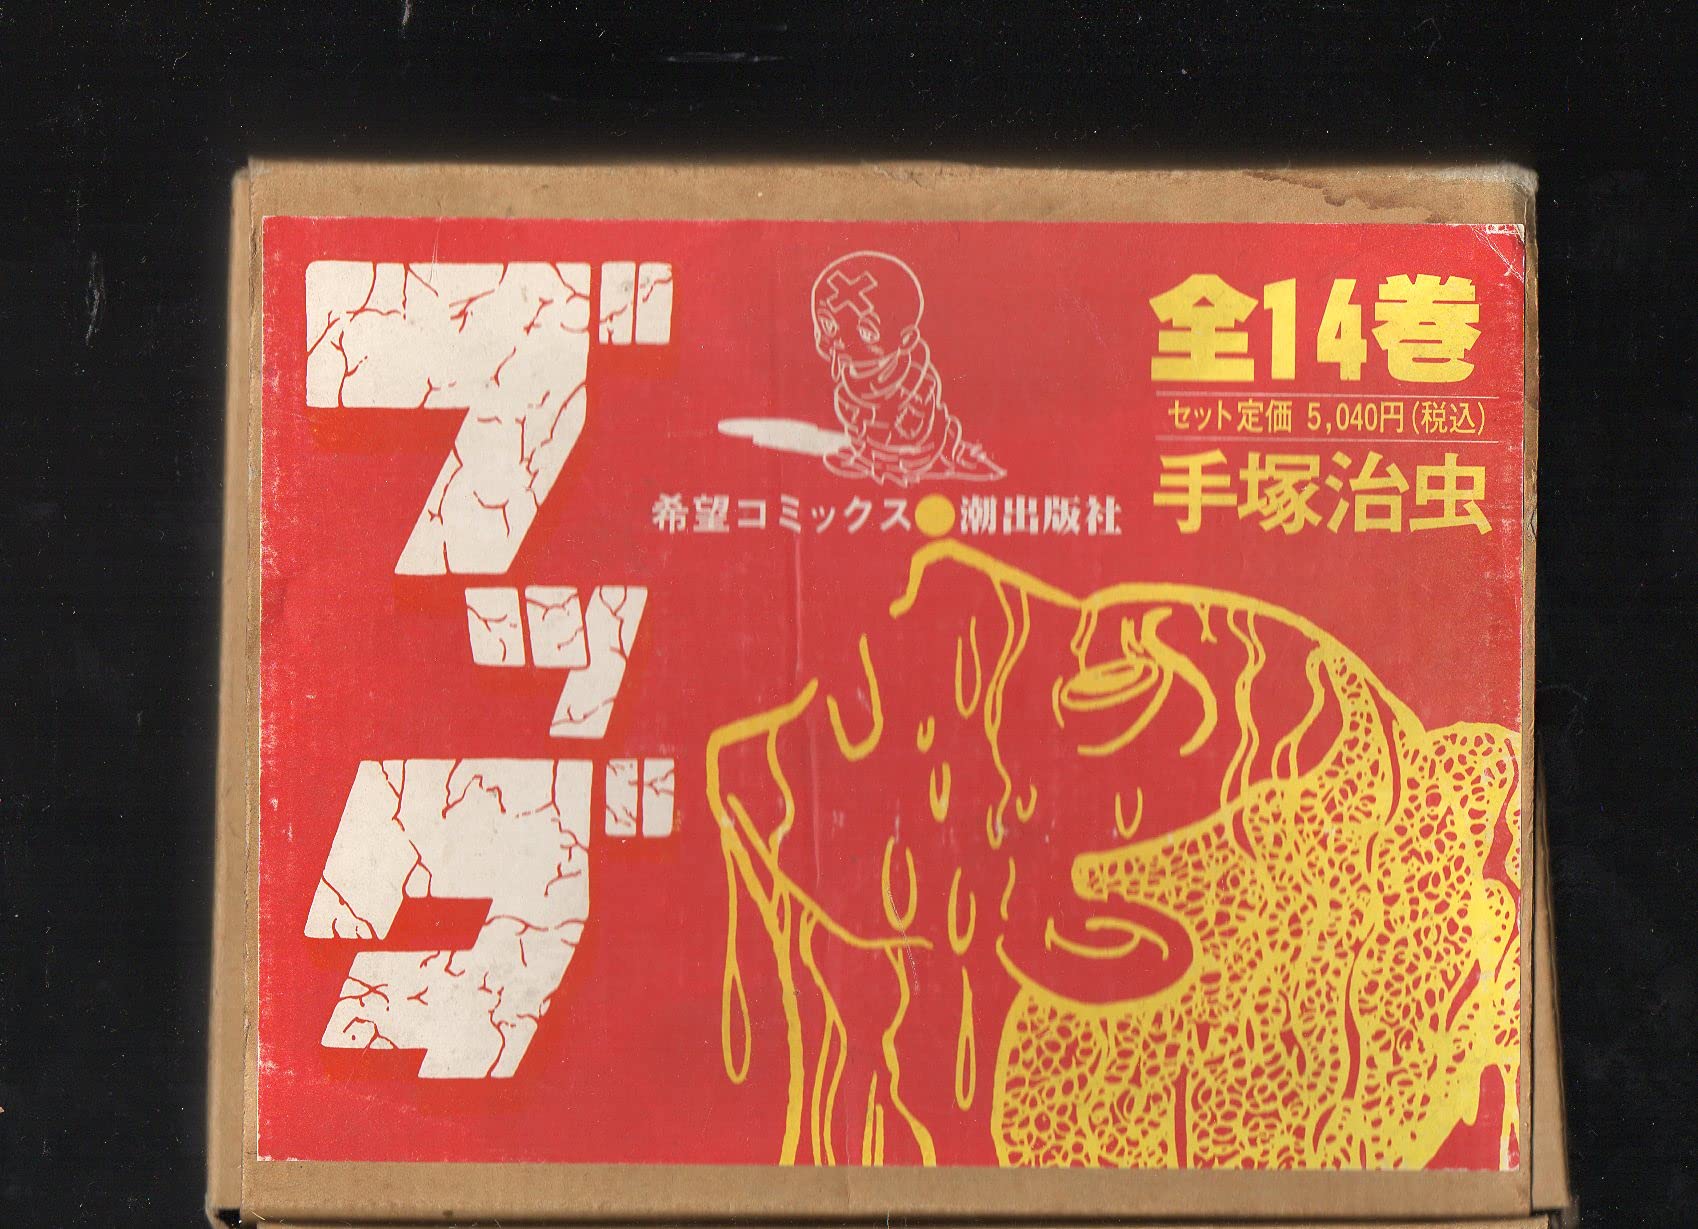 ブッダ
全14巻
セット定価 5,040円(税込)
手塚治虫
希望コミックス●潮出版社